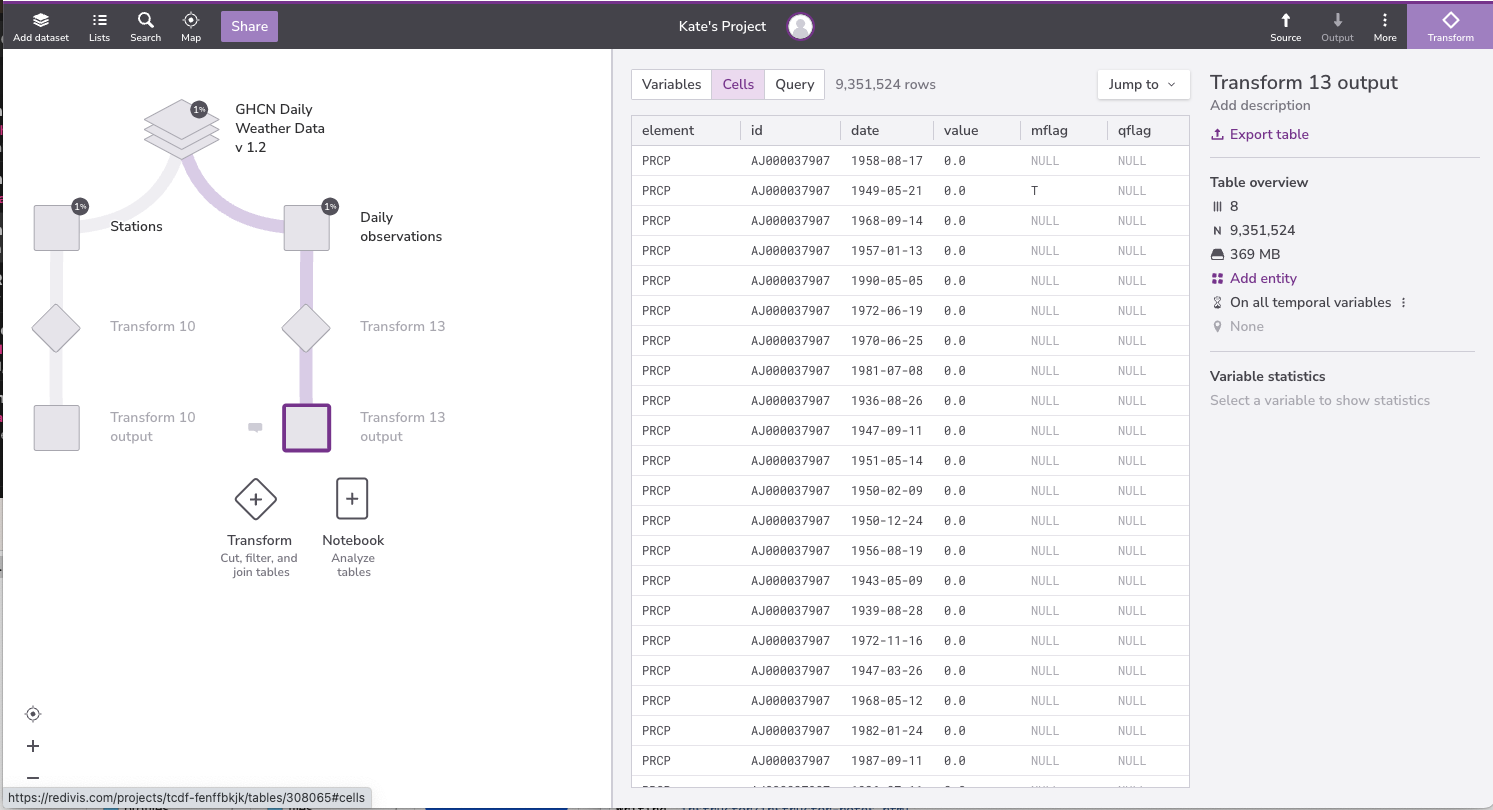 Add dataset
Lists
Search
Map
Share
Kate's Project
Source
Output
More
Transform
1%
GHCN Daily
Weather Data
v 1.2
1%
Stations
1%
Daily
observations
Transform 10
Transform 13
Transform 10
output
Transform 13
output
Transform
Cut, filter, and
join tables
Notebook
Analyze
tables
https://redivis.com/projects/tcdf-fenffbkjk/tables/308065#cells
Variables Cells Query 9,351,524 rows Jump to
element id date value mflag qflag
PRCP AJ000037907 1958-08-17 0.0 NULL NULL
PRCP AJ000037907 1949-05-21 0.0 T NULL
PRCP AJ000037907 1968-09-14 0.0 NULL NULL
PRCP AJ000037907 1957-01-13 0.0 NULL NULL
PRCP AJ000037907 1990-05-05 0.0 NULL NULL
PRCP AJ000037907 1972-06-19 0.0 NULL NULL
PRCP AJ000037907 1970-06-25 0.0 NULL NULL
PRCP AJ000037907 1981-07-08 0.0 NULL NULL
PRCP AJ000037907 1936-08-26 0.0 NULL NULL
PRCP AJ000037907 1947-09-11 0.0 NULL NULL
PRCP AJ000037907 1951-05-14 0.0 NULL NULL
PRCP AJ000037907 1950-02-09 0.0 NULL NULL
PRCP AJ000037907 1950-12-24 0.0 NULL NULL
PRCP AJ000037907 1956-08-19 0.0 NULL NULL
PRCP AJ000037907 1943-05-09 0.0 NULL NULL
PRCP AJ000037907 1939-08-28 0.0 NULL NULL
PRCP AJ000037907 1972-11-16 0.0 NULL NULL
PRCP AJ000037907 1947-03-26 0.0 NULL NULL
PRCP AJ000037907 1968-05-12 0.0 NULL NULL
PRCP AJ000037907 1982-01-24 0.0 NULL NULL
PRCP AJ000037907 1987-09-11 0.0 NULL NULL
Transform 13 output
Add description
Export table
Table overview
8
N 9,351,524
369 MB
Add entity
On all temporal variables
None
Variable statistics
Select a variable to show statistics